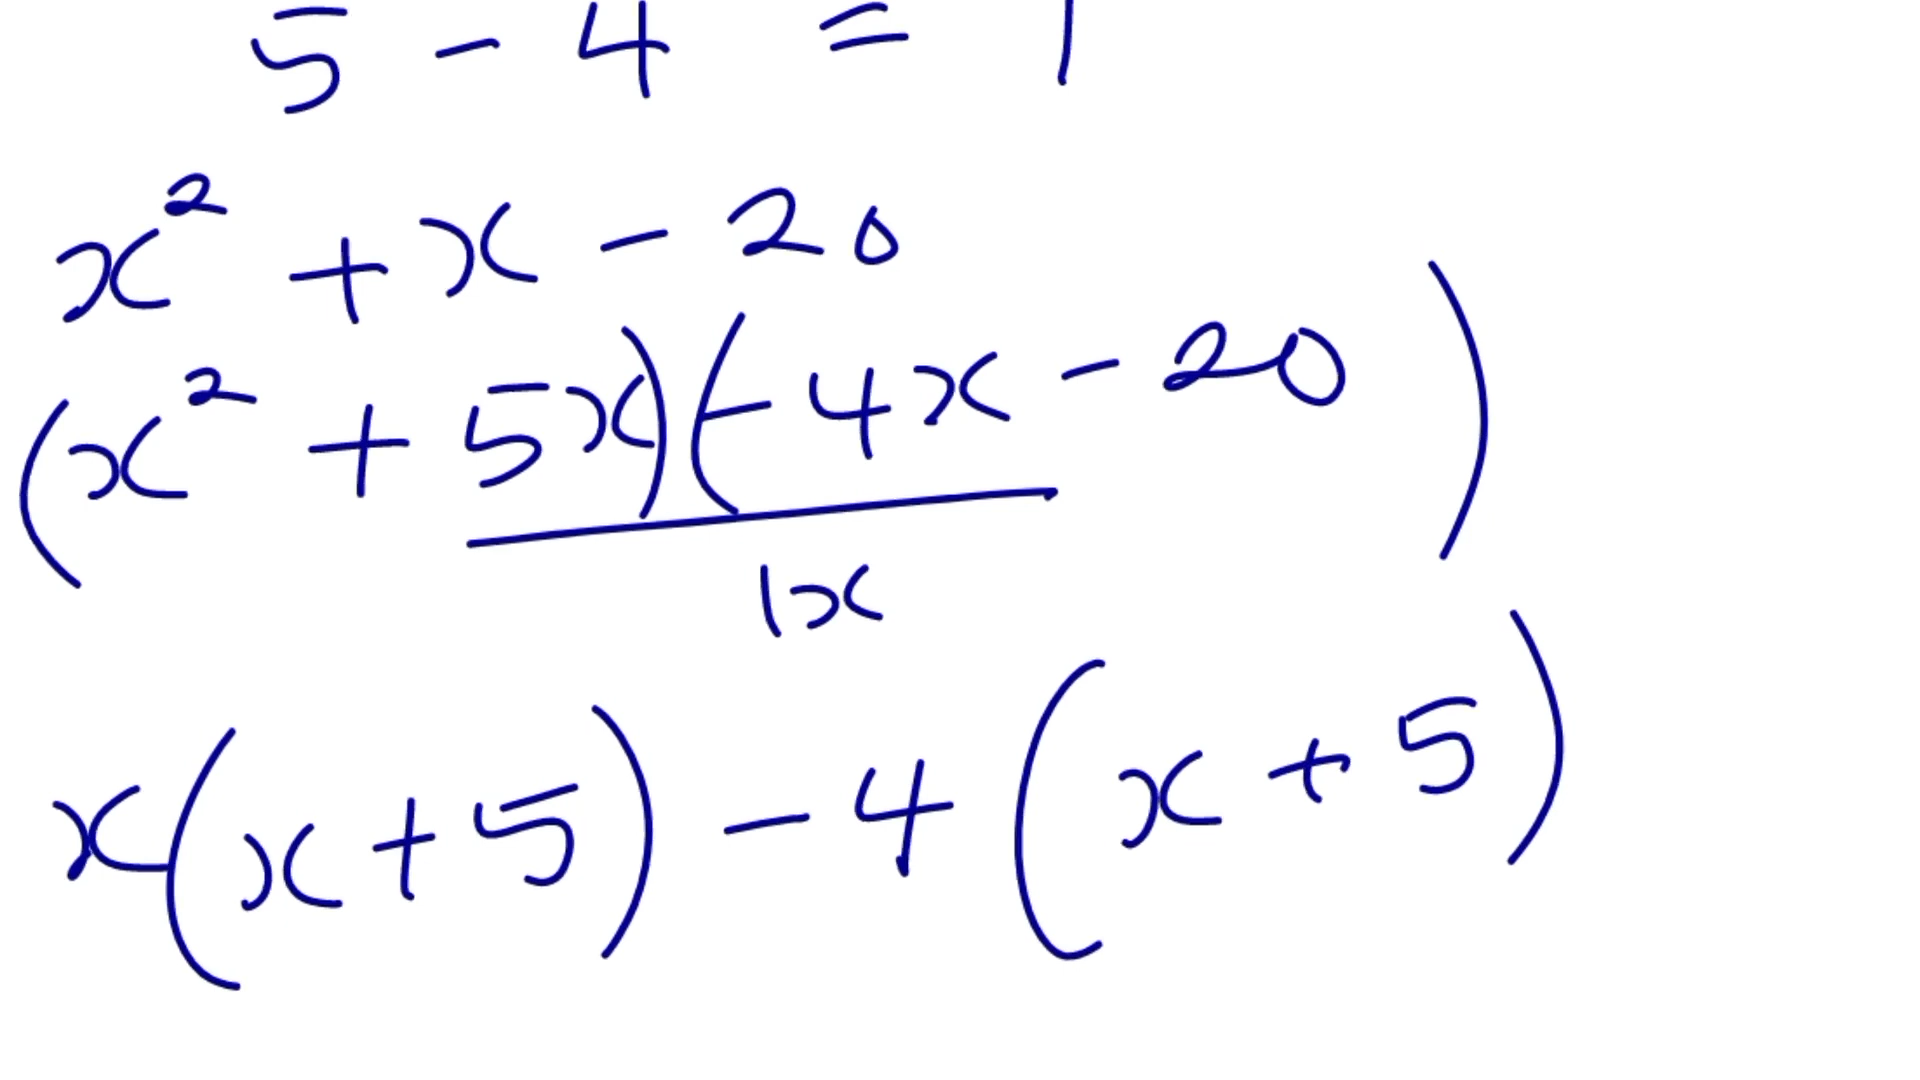 5 - 4 = 1
x² + x - 20
(x² + 5x)(-4x - 20)
1x
x(x + 5) - 4(x + 5)